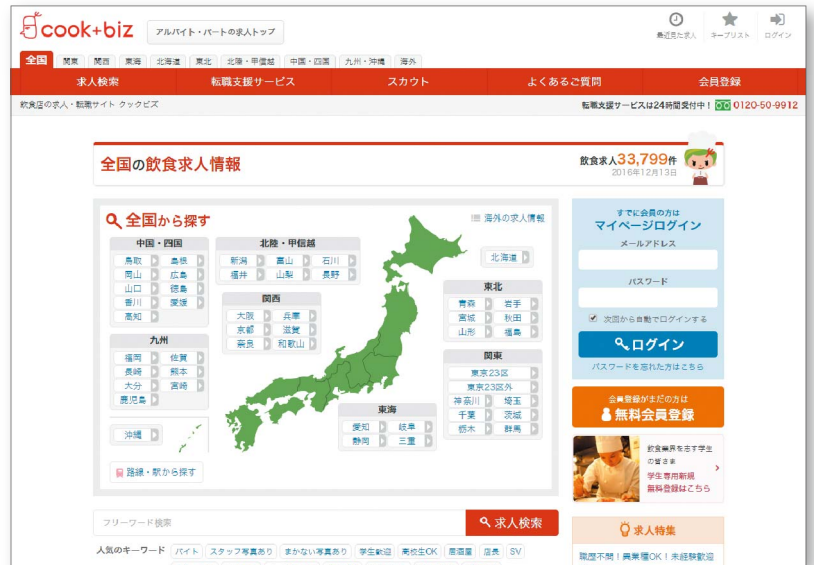 cook+biz
アルバイト・パートの求人トップ
最近見た求人
キープリスト
ログイン
全国 関東 関西 東海 北海道 東北 北陸・甲信越 中国・四国 九州・沖縄 海外
求人検索 転職支援サービス スカウト よくあるご質問 会員登録
飲食店の求人・転職サイト クックビズ
転職支援サービスは24時間受付中! 0120-50-9912
全国の飲食求人情報
飲食求人33,799件
2016年12月13日
全国から探す
海外の求人情報
中国・四国
鳥取 島根
岡山 広島
山口 徳島
香川 愛媛
高知
九州
福岡 佐賀
長崎 熊本
大分 宮崎
鹿児島
沖縄
路線・駅から探す
北陸・甲信越
新潟 富山 石川
福井 山梨 長野
関西
大阪 兵庫
京都 滋賀
奈良 和歌山
北海道
東北
青森 岩手
宮城 秋田
山形 福島
関東
東京23区
東京23区外
神奈川 埼玉
千葉 茨城
栃木 群馬
東海
愛知 岐阜
静岡 三重
すでに会員の方は
マイページログイン
メールアドレス
パスワード
次回から自動でログインする
ログイン
パスワードを忘れた方はこちら
会員登録がまだの方は
無料会員登録
飲食業界を志す学生
の皆さま
学生専用新規
無料登録はこちら
フリーワード検索
求人検索
人気のキーワード バイト スタッフ写真あり まかない写真あり 学生歓迎 高校生OK 居酒屋 店長 SV
求人特集
職歴不問!異業種OK!未経験歓迎